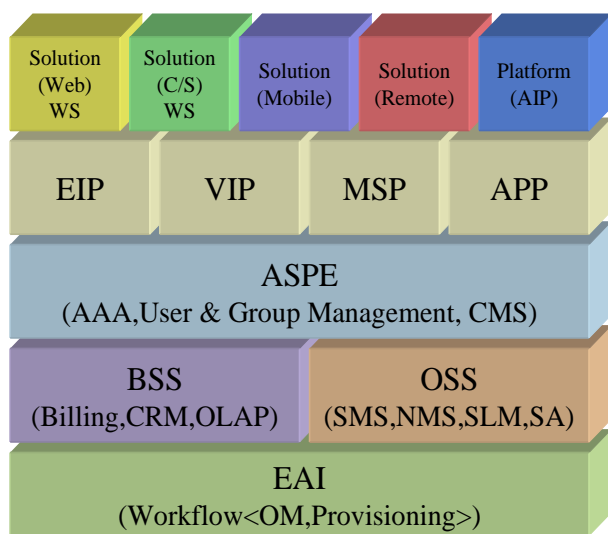 Solution
(Web)
WS
Solution
(C/S)
WS
Solution
(Mobile)
Solution
(Remote)
Platform
(AIP)
EIP
VIP
MSP
APP
ASPE
(AAA,User & Group Management, CMS)
BSS
(Billing,CRM,OLAP)
OSS
(SMS,NMS,SLM,SA)
EAI
(Workflow<OM,Provisioning>)